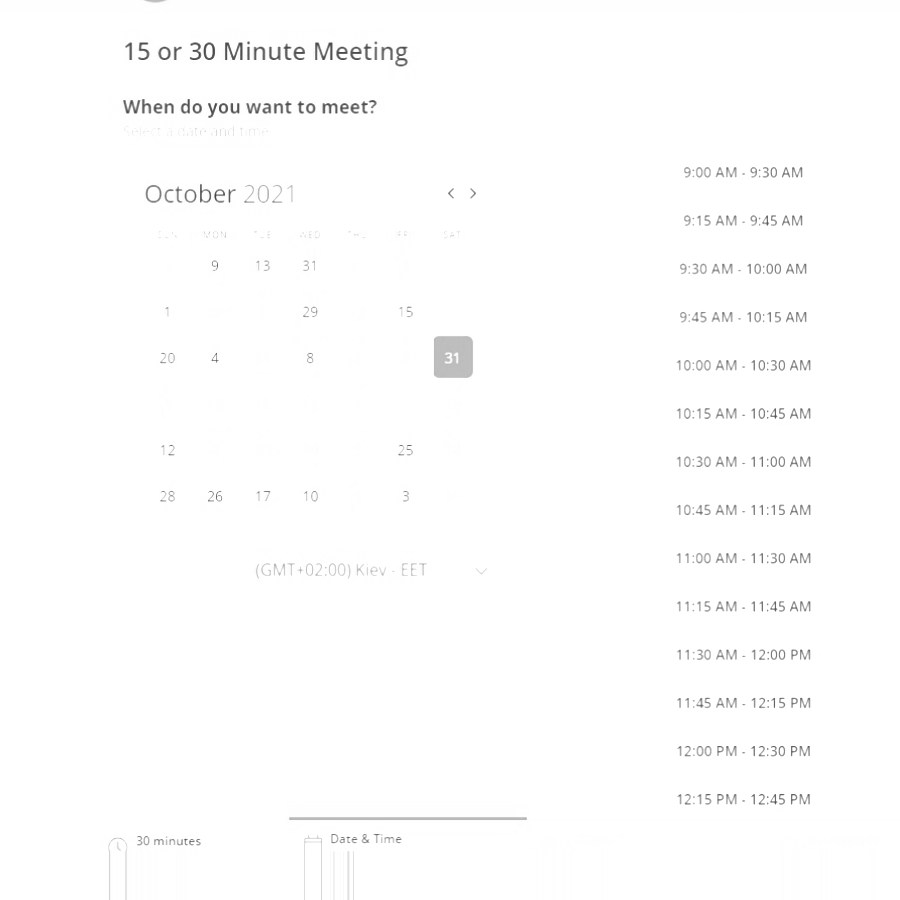 15 or 30 Minute Meeting
When do you want to meet?
Select a date and time
October 2021
SUN MON TUE WED THU FRI SAT
9 13 31
1 29 15
20 4 8 31
12 25
28 26 17 10 3
(GMT+02:00) Kiev - EET
9:00 AM - 9:30 AM
9:15 AM - 9:45 AM
9:30 AM - 10:00 AM
9:45 AM - 10:15 AM
10:00 AM - 10:30 AM
10:15 AM - 10:45 AM
10:30 AM - 11:00 AM
10:45 AM - 11:15 AM
11:00 AM - 11:30 AM
11:15 AM - 11:45 AM
11:30 AM - 12:00 PM
11:45 AM - 12:15 PM
12:00 PM - 12:30 PM
12:15 PM - 12:45 PM
30 minutes
Date & Time